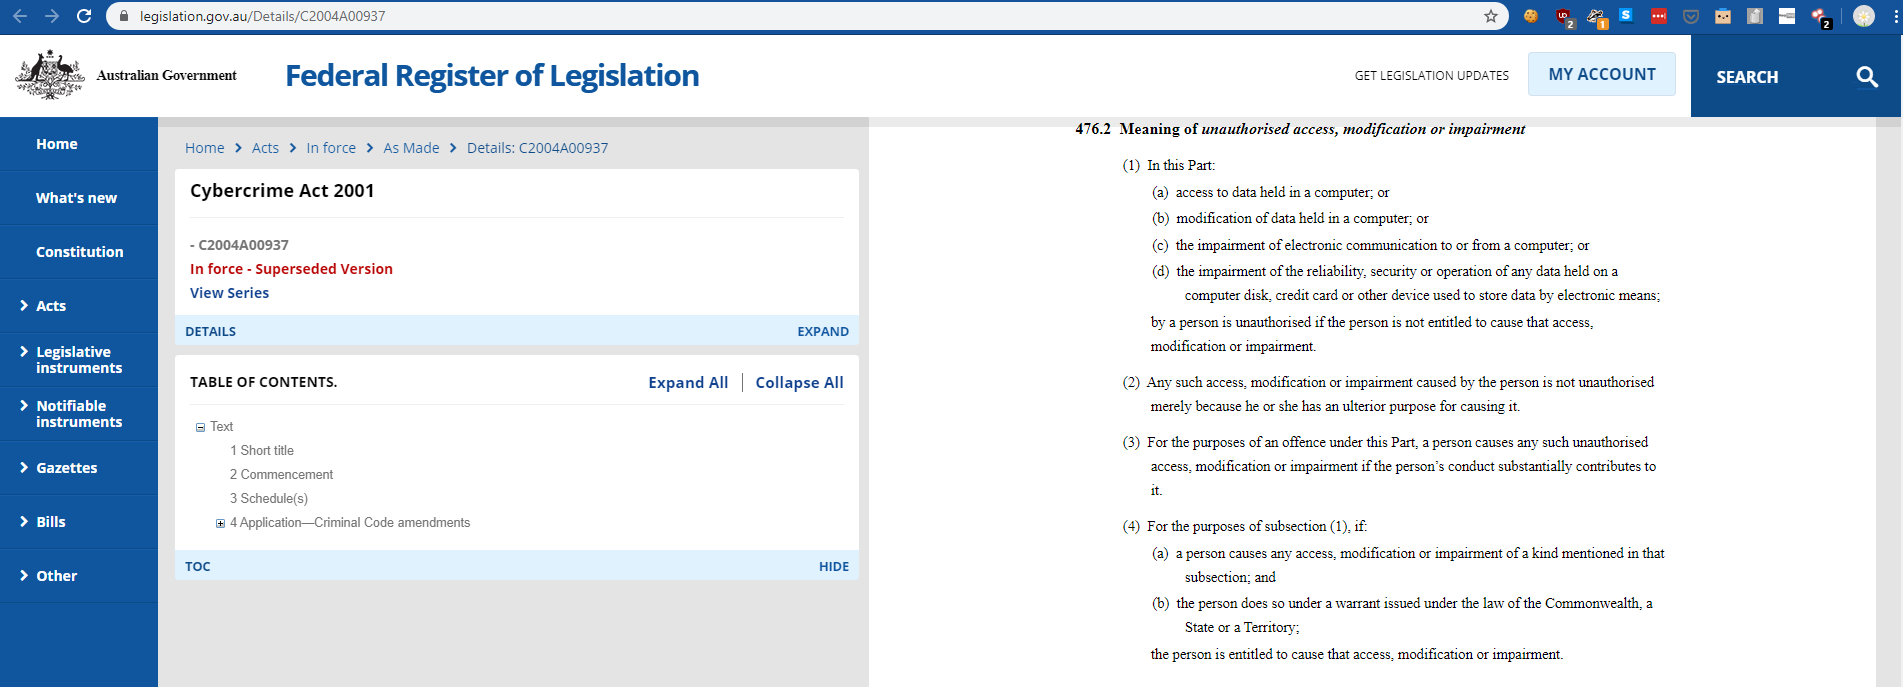 legislation.gov.au/Details/C2004A00937
2
1
2
Australian Government
Federal Register of Legislation
GET LEGISLATION UPDATES
MY ACCOUNT
SEARCH
Home
What's new
Constitution
Acts
Legislative
instruments
Notifiable
instruments
Gazettes
Bills
Other
Home > Acts > In force > As Made > Details: C2004A00937
Cybercrime Act 2001
- C2004A00937
In force - Superseded Version
View Series
DETAILS EXPAND
TABLE OF CONTENTS. Expand All | Collapse All
Text
1 Short title
2 Commencement
3 Schedule(s)
4 Application—Criminal Code amendments
TOC HIDE
476.2 Meaning of unauthorised access, modification or impairment
(1) In this Part:
(a) access to data held in a computer; or
(b) modification of data held in a computer; or
(c) the impairment of electronic communication to or from a computer; or
(d) the impairment of the reliability, security or operation of any data held on a
computer disk, credit card or other device used to store data by electronic means;
by a person is unauthorised if the person is not entitled to cause that access,
modification or impairment.
(2) Any such access, modification or impairment caused by the person is not unauthorised
merely because he or she has an ulterior purpose for causing it.
(3) For the purposes of an offence under this Part, a person causes any such unauthorised
access, modification or impairment if the person's conduct substantially contributes to
it.
(4) For the purposes of subsection (1), if:
(a) a person causes any access, modification or impairment of a kind mentioned in that
subsection; and
(b) the person does so under a warrant issued under the law of the Commonwealth, a
State or a Territory;
the person is entitled to cause that access, modification or impairment.